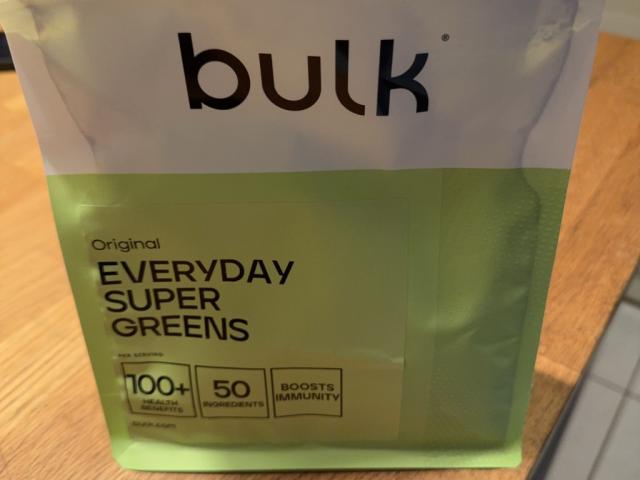 bulk®
Original
EVERYDAY
SUPER
GREENS
PER SERVING
100+
HEALTH
BENEFITS
50
INGREDIENTS
BOOSTS
IMMUNITY
bulk.com